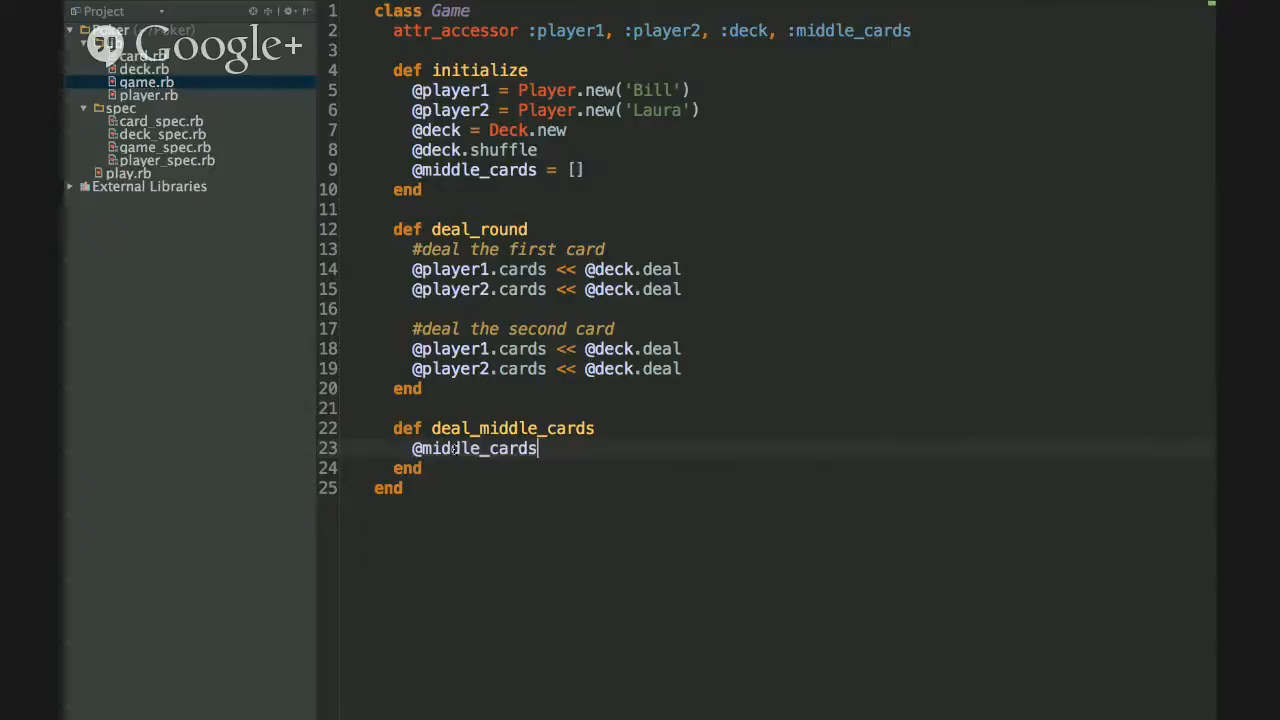 Project
Poker (~/Poker)
Google+
lib
card.rb
deck.rb
game.rb
player.rb
spec
card_spec.rb
deck_spec.rb
game_spec.rb
player_spec.rb
play.rb
External Libraries
1 class Game
2 attr_accessor :player1, :player2, :deck, :middle_cards
3
4 def initialize
5 @player1 = Player.new('Bill')
6 @player2 = Player.new('Laura')
7 @deck = Deck.new
8 @deck.shuffle
9 @middle_cards = []
10 end
11
12 def deal_round
13 #deal the first card
14 @player1.cards << @deck.deal
15 @player2.cards << @deck.deal
16
17 #deal the second card
18 @player1.cards << @deck.deal
19 @player2.cards << @deck.deal
20 end
21
22 def deal_middle_cards
23 @middle_cards
24 end
25 end